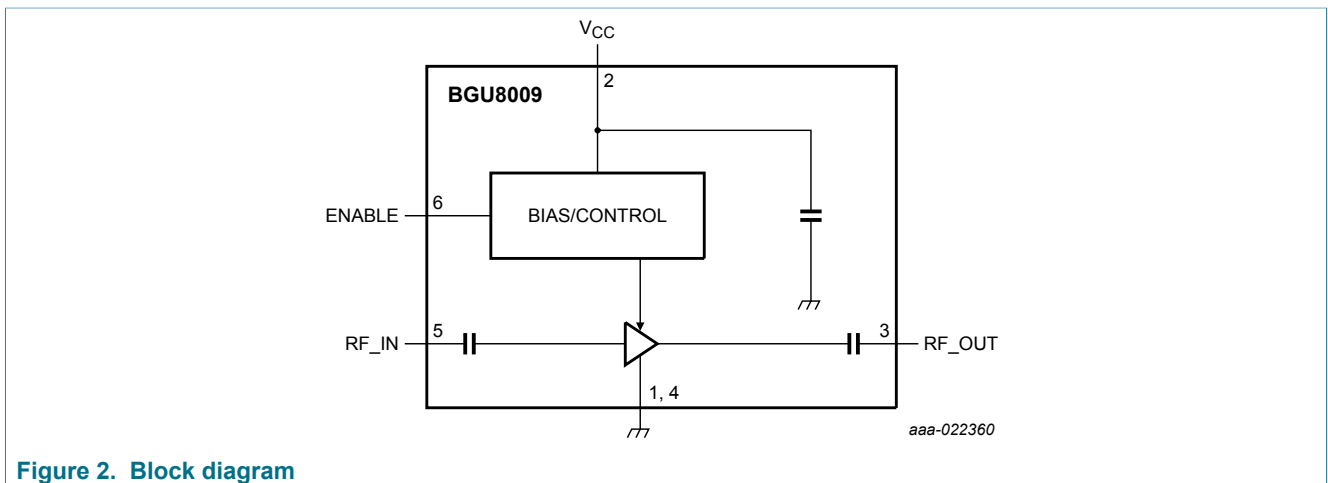 VCC
2
BGU8009
6
ENABLE
BIAS/CONTROL
5
3
RF_IN
RF_OUT
1, 4
aaa-022360
Figure 2. Block diagram